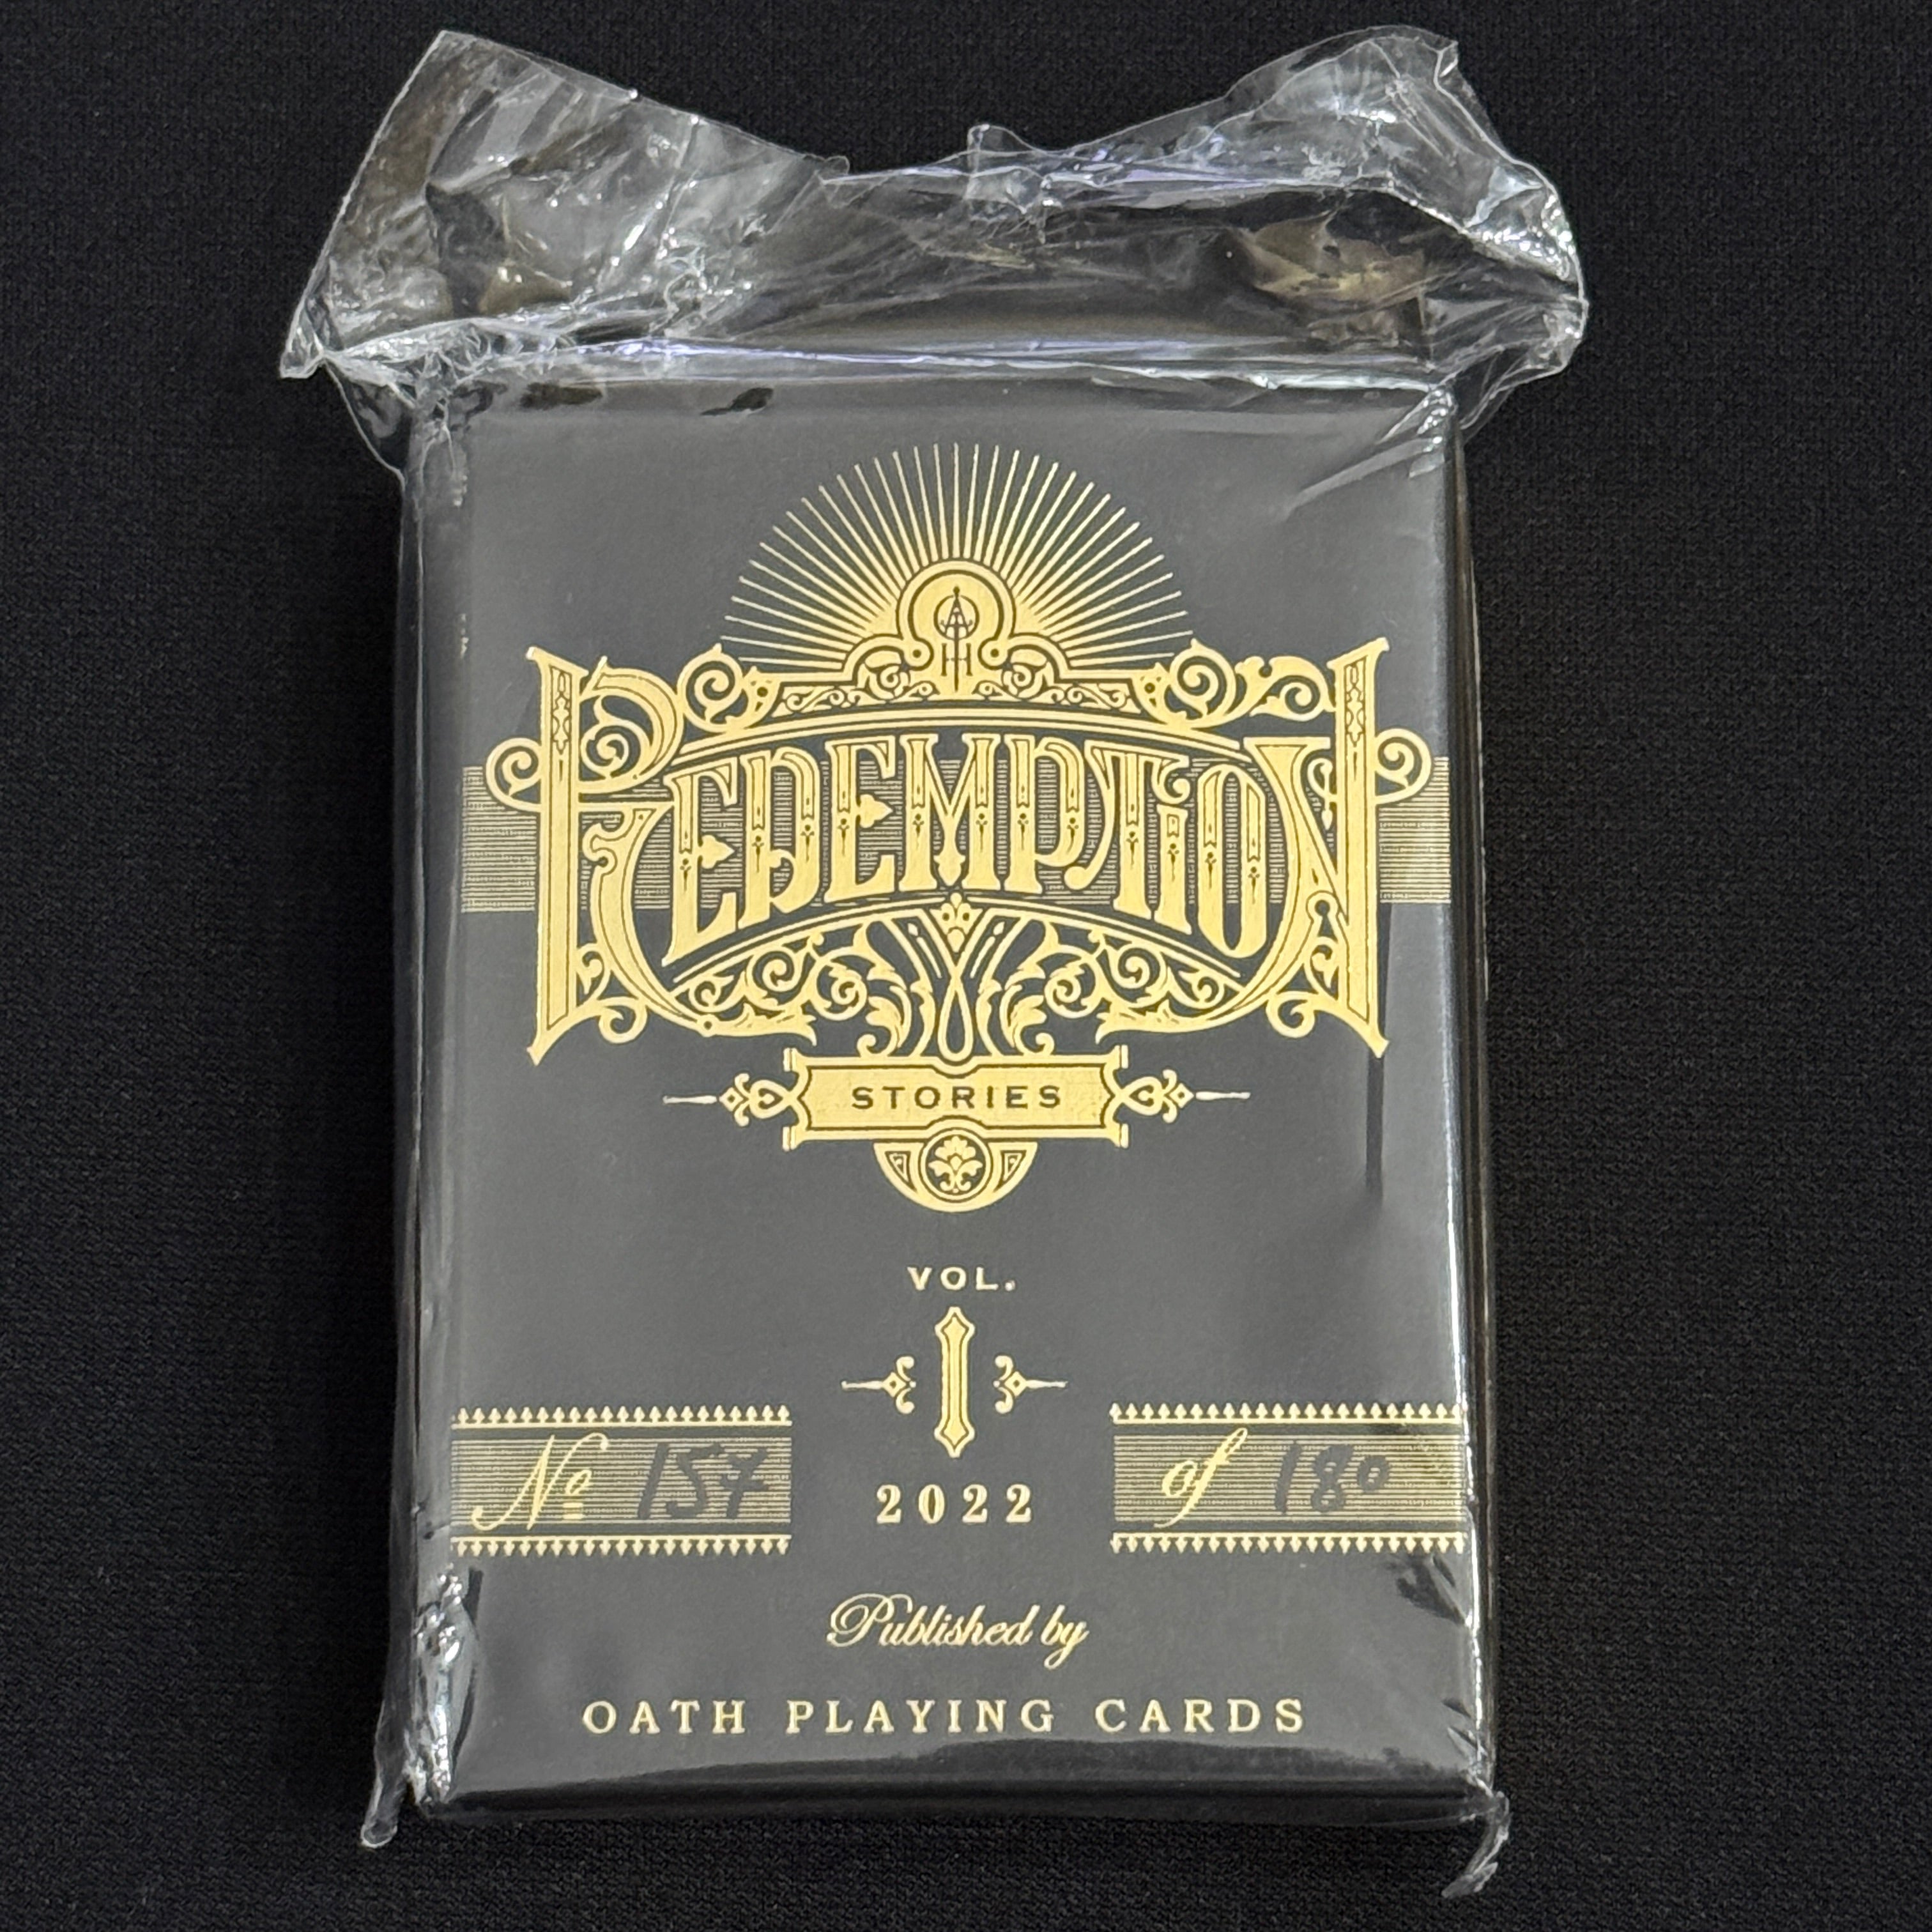 REDEMPTION
STORIES
VOL.
I
No 157
2022
of 180
Published by
OATH PLAYING CARDS